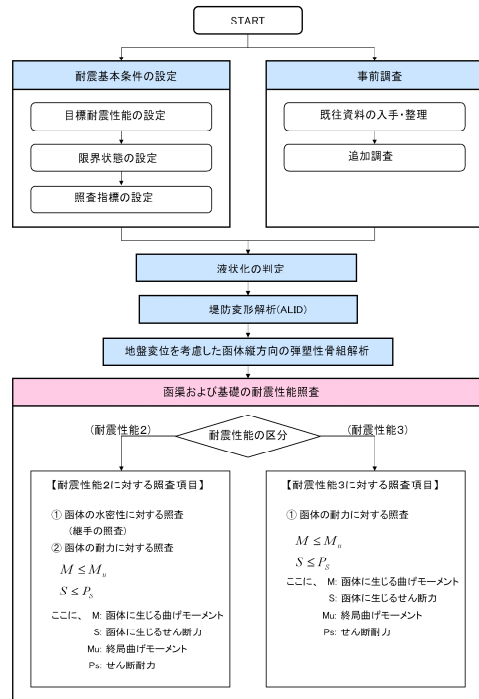 START
耐震基本条件の設定
目標耐震性能の設定
限界状態の設定
照査指標の設定
事前調査
既往資料の入手・整理
追加調査
液状化の判定
堤防変形解析(ALID)
地盤変位を考慮した函体縦方向の弾塑性骨組解析
函渠および基礎の耐震性能照査
(耐震性能2)
耐震性能の区分
(耐震性能3)
【耐震性能2に対する照査項目】
① 函体の水密性に対する照査
(継手の照査)
② 函体の耐力に対する照査
M ≤ Mu
S ≤ PS
ここに、 M: 函体に生じる曲げモーメント
S: 函体に生じるせん断力
Mu: 終局曲げモーメント
Ps: せん断耐力
【耐震性能3に対する照査項目】
① 函体の耐力に対する照査
M ≤ Mu
S ≤ PS
ここに、 M: 函体に生じる曲げモーメント
S: 函体に生じるせん断力
Mu: 終局曲げモーメント
Ps: せん断耐力